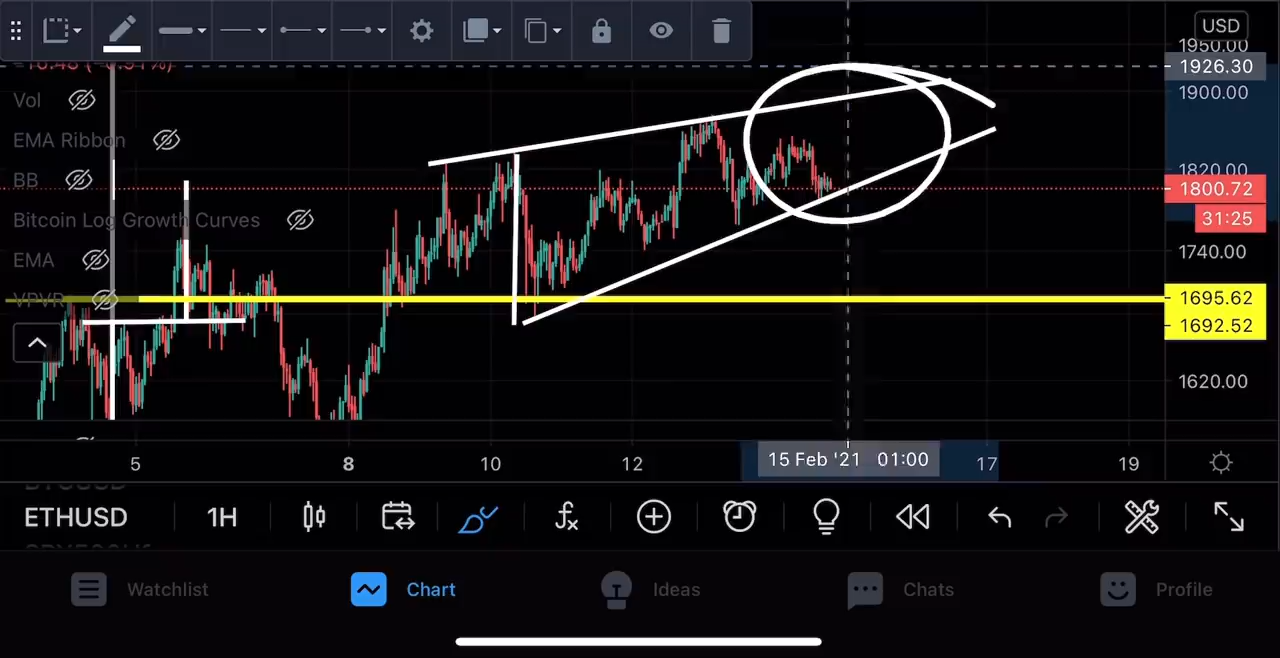 USD
1950.00
1926.30
1900.00
Vol
EMA Ribbon
1820.00
BB
1800.72
31:25
Bitcoin Log Growth Curves
EMA
1740.00
VPVR
1695.62
1692.52
1620.00
5
8
10
12
15 Feb '21 01:00
17
19
ETHUSD
1H
fx
Watchlist
Chart
Ideas
Chats
Profile